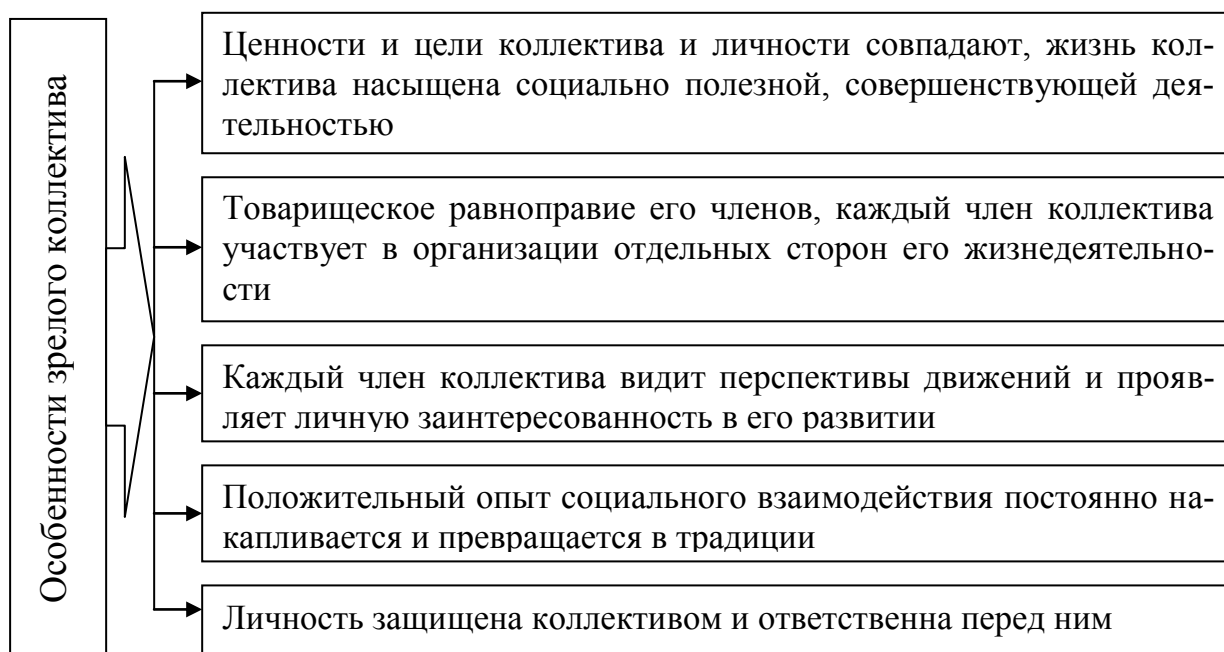 Особенности зрелого коллектива
Ценности и цели коллектива и личности совпадают, жизнь кол-
лектива насыщена социально полезной, совершенствующей дея-
тельностью
Товарищеское равноправие его членов, каждый член коллектива
участвует в организации отдельных сторон его жизнедеятельно-
сти
Каждый член коллектива видит перспективы движений и прояв-
ляет личную заинтересованность в его развитии
Положительный опыт социального взаимодействия постоянно на-
капливается и превращается в традиции
Личность защищена коллективом и ответственна перед ним